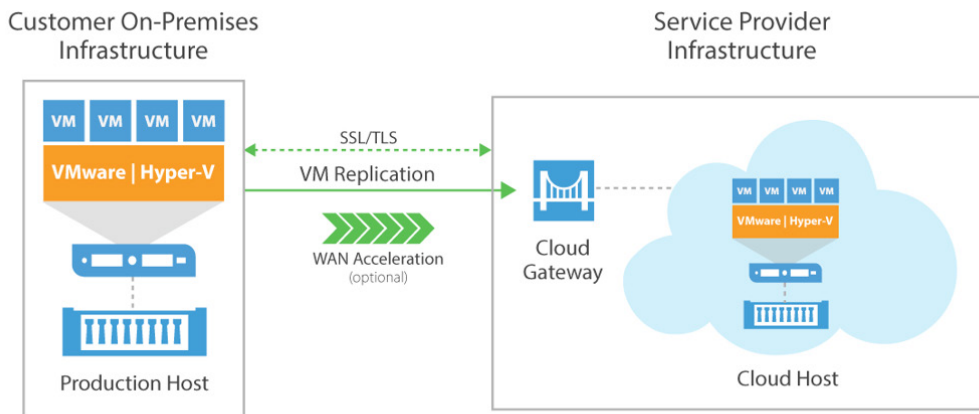 Customer On-Premises
Infrastructure
Service Provider
Infrastructure
VM VM VM VM
VMware | Hyper-V
Production Host
SSL/TLS
VM Replication
WAN Acceleration
(optional)
Cloud
Gateway
VM VM VM VM
VMware | Hyper-V
Cloud Host